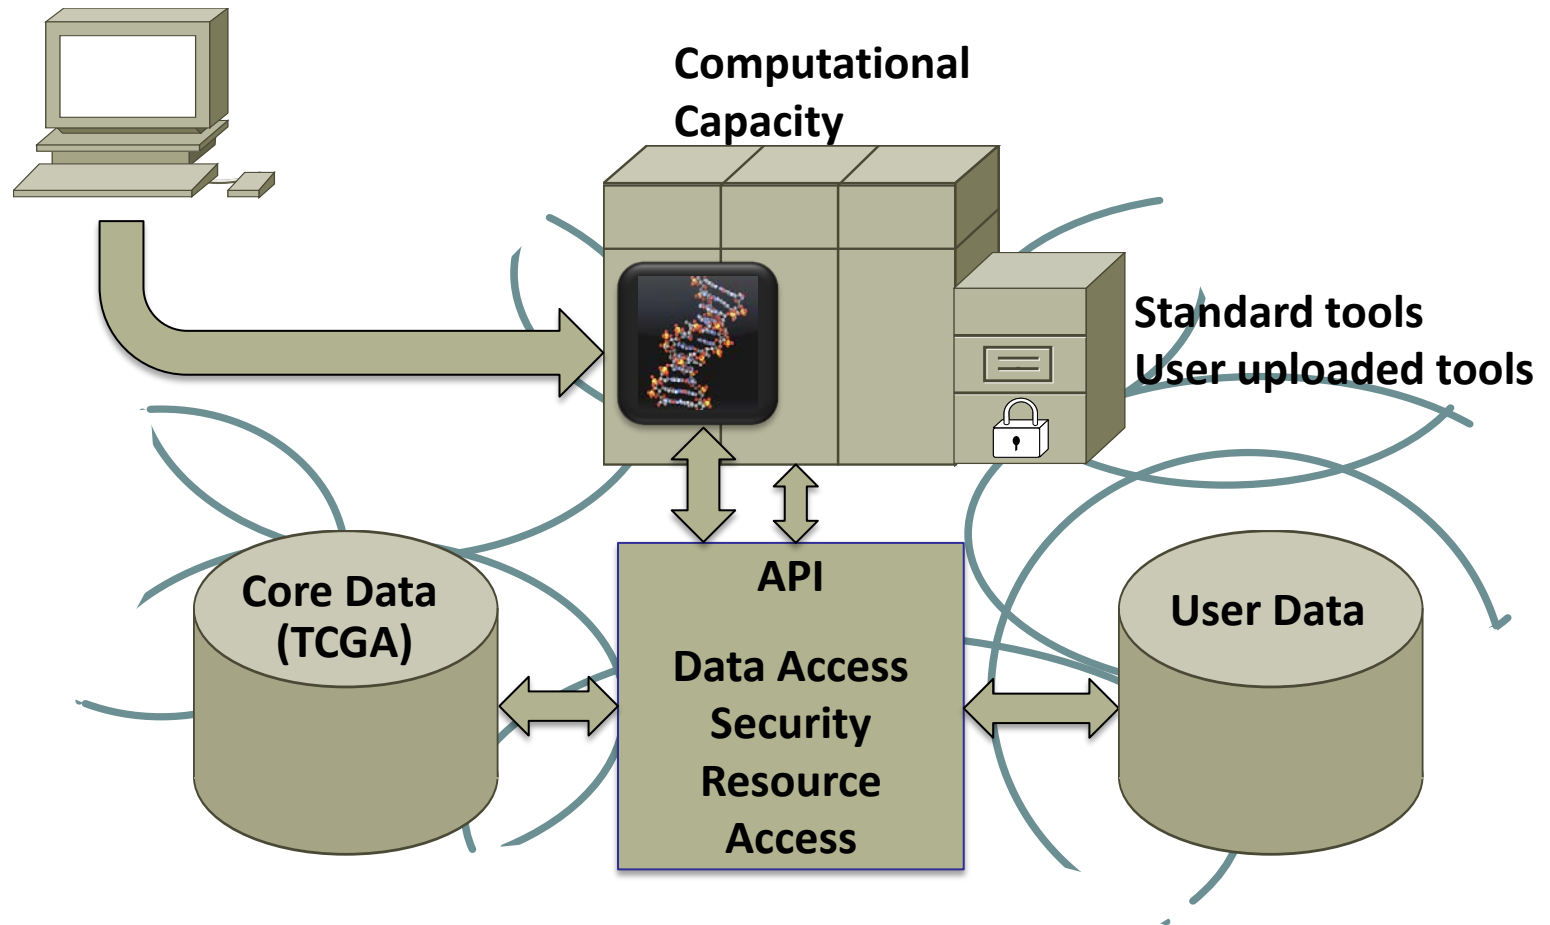 Computational
Capacity
Standard tools
User uploaded tools
Core Data
(TCGA)
API
Data Access
Security
Resource
Access
User Data